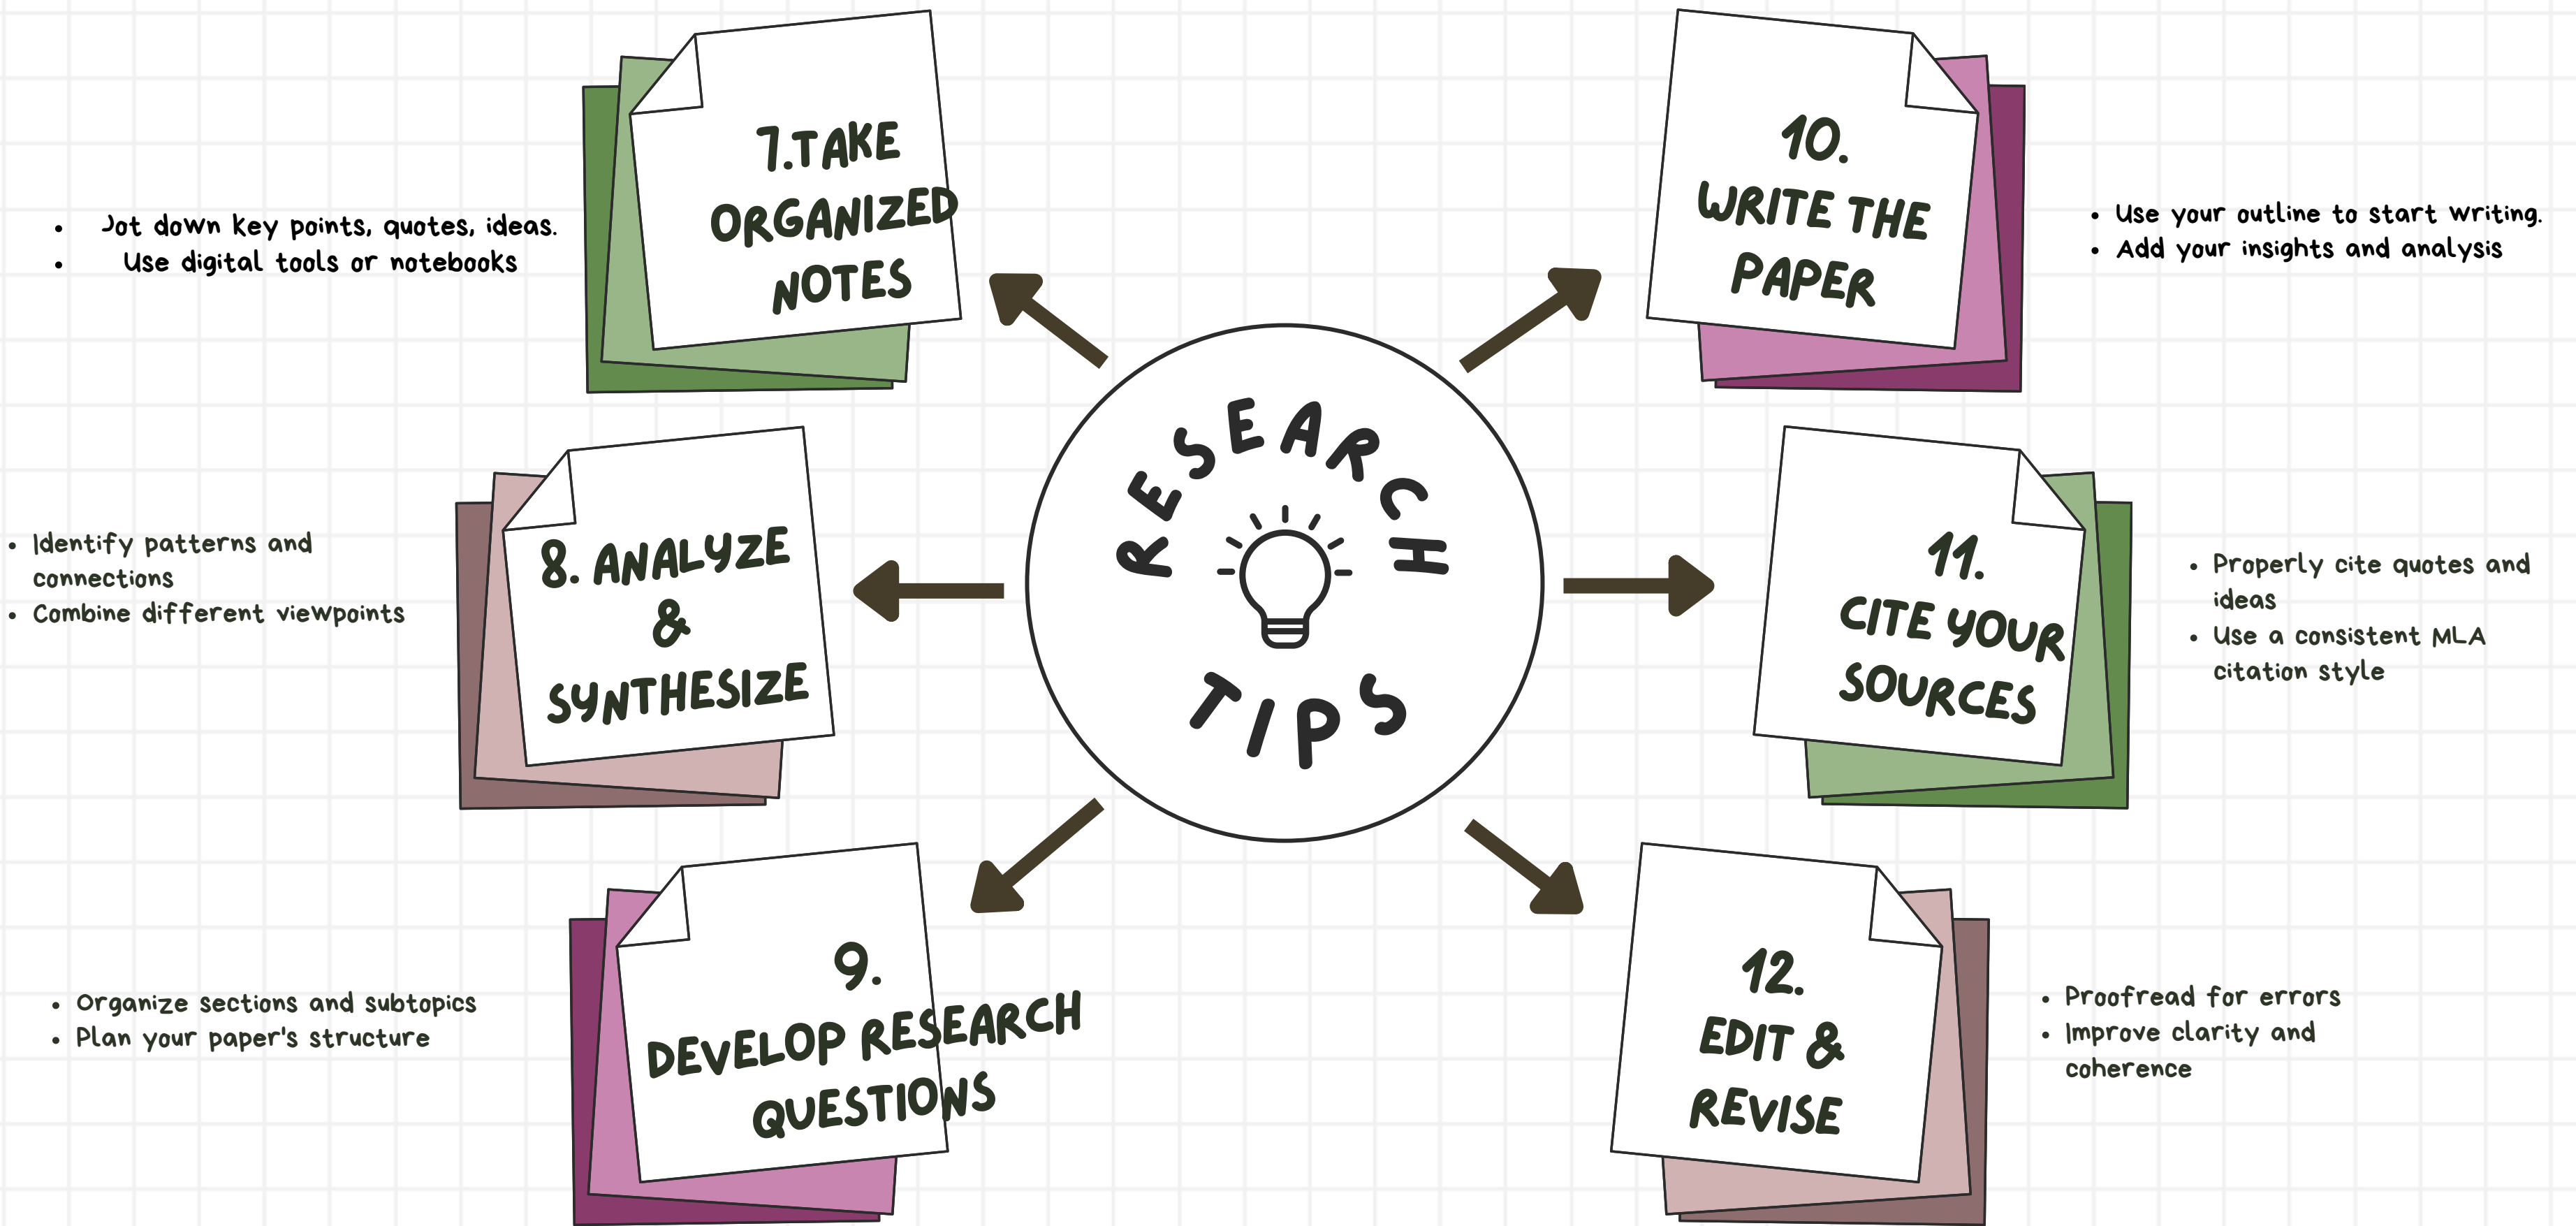 RESEARCH
TIPS
7.TAKE
ORGANIZED
NOTES
• Jot down key points, quotes, ideas.
• Use digital tools or notebooks
8. ANALYZE
&
SYNTHESIZE
• Identify patterns and
connections
• Combine different viewpoints
9.
DEVELOP RESEARCH
QUESTIONS
• Organize sections and subtopics
• Plan your paper's structure
10.
WRITE THE
PAPER
• Use your outline to start writing.
• Add your insights and analysis
11.
CITE YOUR
SOURCES
• Properly cite quotes and
ideas
• Use a consistent MLA
citation style
12.
EDIT &
REVISE
• Proofread for errors
• Improve clarity and
coherence